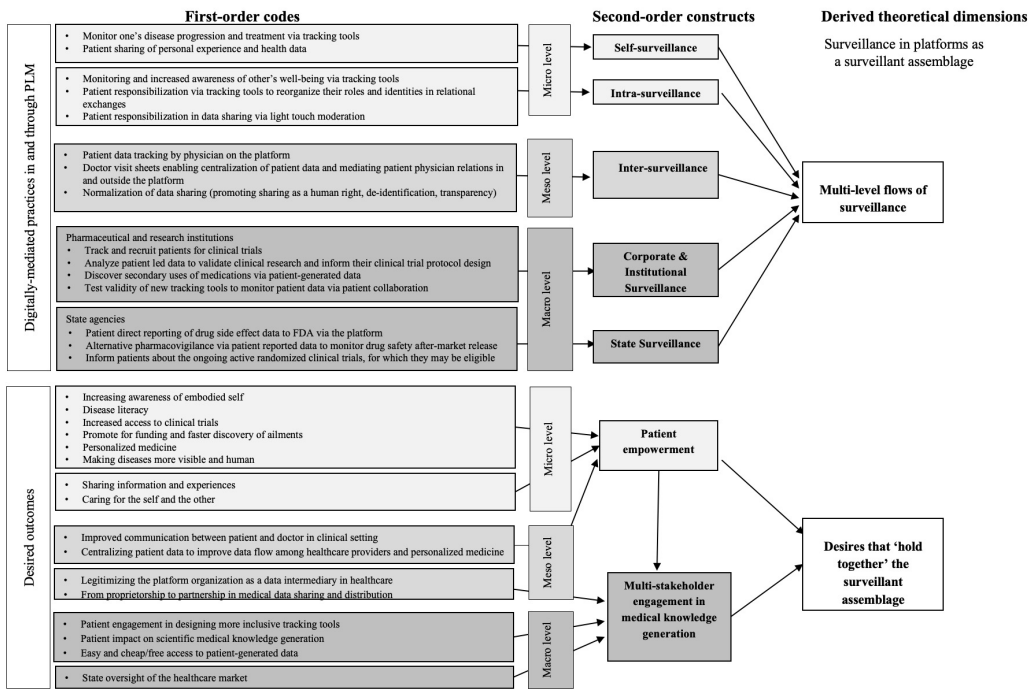 First-order codes
Second-order constructs
Derived theoretical dimensions
Surveillance in platforms as
a surveillant assemblage
Digitally-mediated practices in and through PLM
• Monitor one's disease progression and treatment via tracking tools
• Patient sharing of personal experience and health data
• Monitoring and increased awareness of other's well-being via tracking tools
• Patient responsibilization via tracking tools to reorganize their roles and identities in relational
exchanges
• Patient responsibilization in data sharing via light touch moderation
Micro level
Self-surveillance
Intra-surveillance
• Patient data tracking by physician on the platform
• Doctor visit sheets enabling centralization of patient data and mediating patient physician relations in
and outside the platform
• Normalization of data sharing (promoting sharing as a human right, de-identification, transparency)
Meso level
Inter-surveillance
Multi-level flows of
surveillance
Pharmaceutical and research institutions
• Track and recruit patients for clinical trials
• Analyze patient led data to validate clinical research and inform their clinical trial protocol design
• Discover secondary uses of medications via patient-generated data
• Test validity of new tracking tools to monitor patient data via patient collaboration
State agencies
• Patient direct reporting of drug side effect data to FDA via the platform
• Alternative pharmacovigilance via patient reported data to monitor drug safety after-market release
• Inform patients about the ongoing active randomized clinical trials, for which they may be eligible
Macro level
Corporate &
Institutional
Surveillance
State Surveillance
Desired outcomes
• Increasing awareness of embodied self
• Disease literacy
• Increased access to clinical trials
• Promote for funding and faster discovery of ailments
• Personalized medicine
• Making diseases more visible and human
• Sharing information and experiences
• Caring for the self and the other
Micro level
Patient
empowerment
• Improved communication between patient and doctor in clinical setting
• Centralizing patient data to improve data flow among healthcare providers and personalized medicine
• Legitimizing the platform organization as a data intermediary in healthcare
• From proprietorship to partnership in medical data sharing and distribution
Meso level
Multi-stakeholder
engagement in
medical knowledge
generation
Desires that ‘hold
together’ the
surveillant
assemblage
• Patient engagement in designing more inclusive tracking tools
• Patient impact on scientific medical knowledge generation
• Easy and cheap/free access to patient-generated data
• State oversight of the healthcare market
Macro level